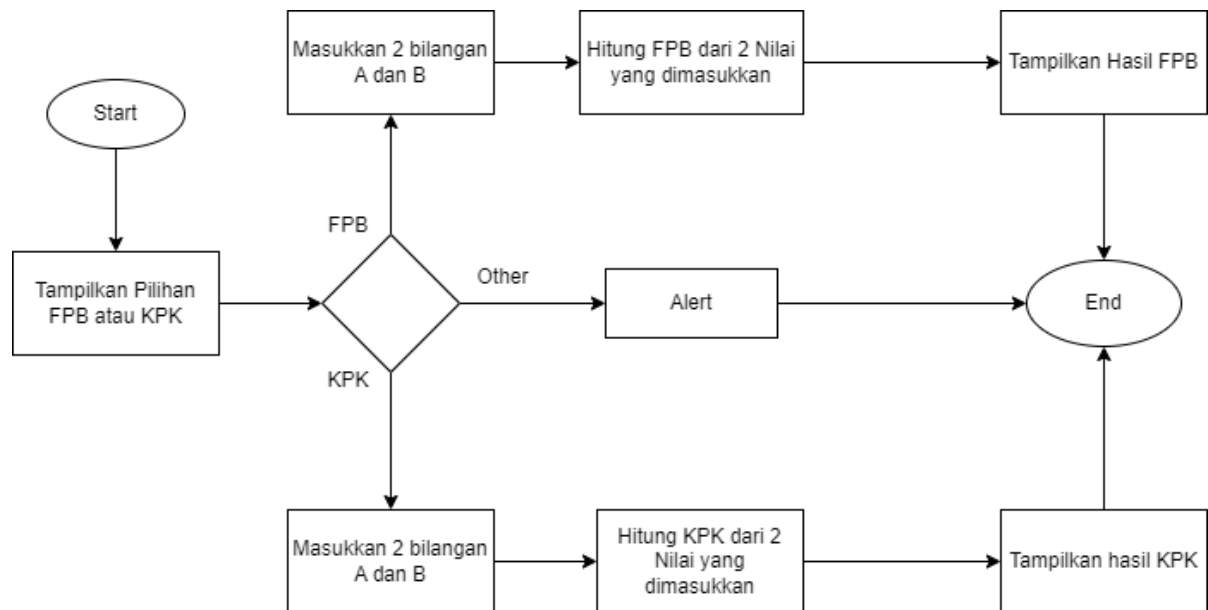 Start
Tampilkan Pilihan
FPB atau KPK
FPB
Masukkan 2 bilangan
A dan B
Hitung FPB dari 2 Nilai
yang dimasukkan
Tampilkan Hasil FPB
Other
Alert
End
KPK
Masukkan 2 bilangan
A dan B
Hitung KPK dari 2
Nilai yang
dimasukkan
Tampilkan hasil KPK